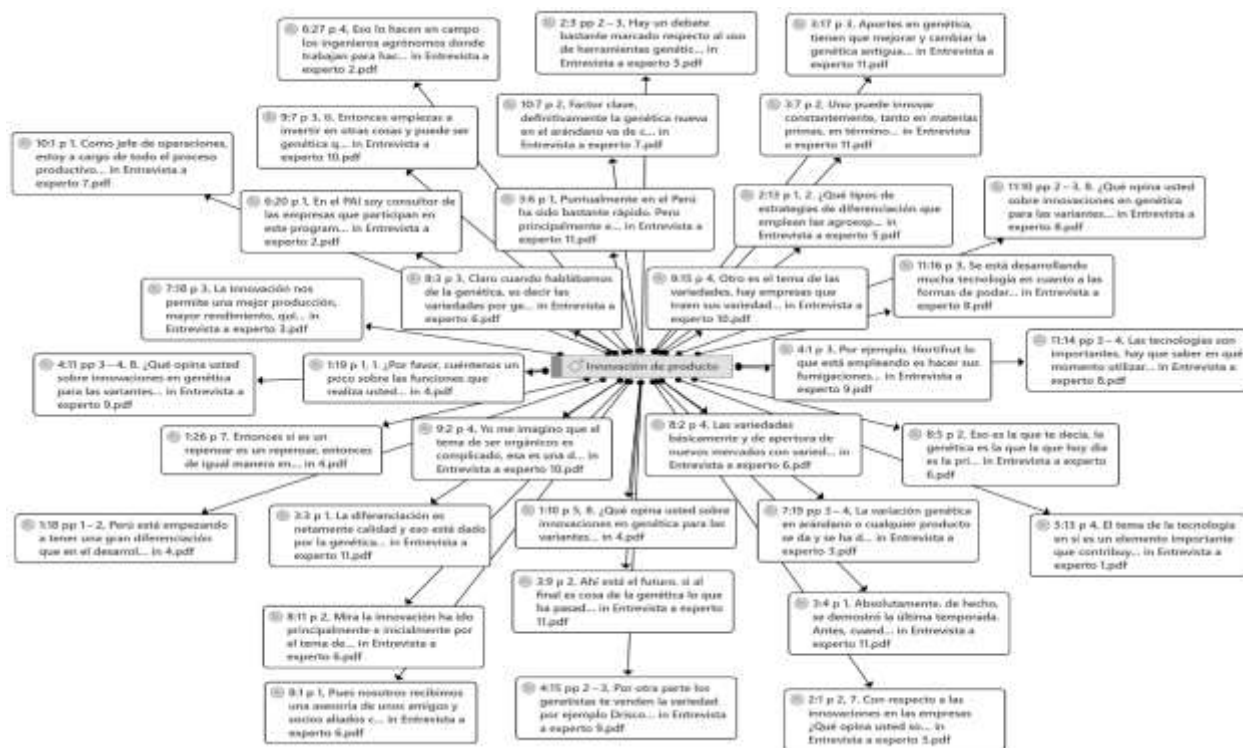 6:27 p 4, Eso lo hacen en campo
los ingenieros agrónomos donde
trabajan para hac... in Entrevista a
experto 2.pdf
2:3 pp 2 – 3, Hay un debate
bastante marcado respecto al uso
de herramientas genétic... in
Entrevista a experto 5.pdf
3:17 p 3, Aportes en genética,
tienen que mejorar y cambiar la
genética antigua... in Entrevista a
experto 11.pdf
9:7 p 3, 6. Entonces empiezas a
invertir en otras cosas y puede ser
genética q... in Entrevista a
experto 10.pdf
10:7 p 2, Factor clave,
definitivamente la genética nueva
en el arándano va de c... in
Entrevista a experto 7.pdf
3:7 p 2, Uno puede innovar
constantemente, tanto en materias
primas, en término... in Entrevista
a experto 11.pdf
10:1 p 1, Como jefe de operaciones,
estoy a cargo de todo el proceso
productivo... in Entrevista a
experto 7.pdf
6:20 p 1, En el PAI soy consultor de
las empresas que participan en
este program... in Entrevista a
experto 2.pdf
3:6 p 1, Puntualmente en el Perú
ha sido bastante rápido. Pero
principalmente e... in Entrevista a
experto 11.pdf
2:13 p 1, 2. ¿Qué tipos de
estrategias de diferenciación que
emplean las agroexp... in
Entrevista a experto 5.pdf
11:10 pp 2 – 3, 8. ¿Qué opina usted
sobre innovaciones en genética
para las variantes... in Entrevista a
experto 8.pdf
7:18 p 3, La innovación nos
permite una mejor producción,
mayor rendimiento, qui...
in Entrevista a experto 3.pdf
8:3 p 3, Claro cuando hablábamos
de la genética, es decir las
variedades por ge... in Entrevista a
experto 6.pdf
9:15 p 4, Otro es el tema de las
variedades, hay empresas que
traen sus variedad... in Entrevista a
experto 10.pdf
11:16 p 3, Se está desarrollando
mucha tecnología en cuanto a las
formas de podar... in Entrevista a
experto 8.pdf
4:11 pp 3 – 4, 8. ¿Qué opina usted
sobre innovaciones en genética
para las variantes... in Entrevista a
experto 9.pdf
1:19 p 1, 1. ¿Por favor, cuéntenos un
poco sobre las funciones que
realiza usted... in 4.pdf
Innovación de producto
4:1 p 3, Por ejemplo, Hortifrut lo
que está empleando es hacer sus
fumigaciones... in Entrevista a
experto 9.pdf
11:14 pp 3 – 4, Las tecnologías son
importantes, hay que saber en qué
momento utilizar... in Entrevista a
experto 8.pdf
1:26 p 7, Entonces si es un
repensar es un repensar, entonces
de igual manera en... in 4.pdf
9:2 p 4, Yo me imagino que el
tema de ser orgánicos es
complicado, esa es una d... in
Entrevista a experto 10.pdf
8:2 p 4, Las variedades
básicamente y de apertura de
nuevos mercados con varied... in
Entrevista a experto 6.pdf
8:5 p 2, Eso es la que te decía, la
genética es la que la que hoy día
es la pri... in Entrevista a experto
6.pdf
1:18 pp 1 – 2, Perú está empezando
a tener una gran diferenciación
que en el desarrol... in 4.pdf
3:3 p 1, La diferenciación es
netamente calidad y eso está dado
por la genética... in Entrevista a
experto 11.pdf
1:10 p 5, 8. ¿Qué opina usted sobre
innovaciones en genética para las
variantes... in 4.pdf
7:19 pp 3 – 4, La variación genética
en arándano o cualquier producto
se da y se ha d... in Entrevista a
experto 3.pdf
5:13 p 4, El tema de la tecnología
en sí es un elemento importante
que contribuy... in Entrevista a
experto 1.pdf
8:11 p 2, Mira la innovación ha ido
principalmente e inicialmente por
el tema de... in Entrevista a
experto 6.pdf
3:9 p 2, Ahí está el futuro, si al
final es cosa de la genética lo que
ha pasad... in Entrevista a experto
11.pdf
3:4 p 1, Absolutamente, de hecho,
se demostró la última temporada.
Antes, cuand... in Entrevista a
experto 11.pdf
8:1 p 1, Pues nosotros recibimos
una asesoría de unos amigos y
socios aliados c... in Entrevista a
experto 6.pdf
4:15 pp 2 – 3, Por otra parte los
genetistas te venden la variedad
por ejemplo Drisco... in Entrevista
a experto 9.pdf
2:1 p 2, 7. Con respecto a las
innovaciones en las empresas
¿Qué opina usted so... in
Entrevista a experto 5.pdf